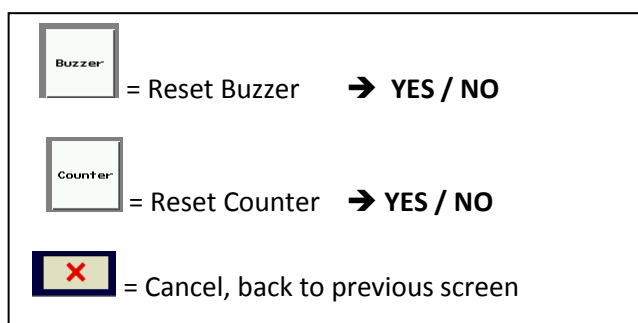 Buzzer
= Reset Buzzer ➔ YES / NO
Counter
= Reset Counter ➔ YES / NO
= Cancel, back to previous screen